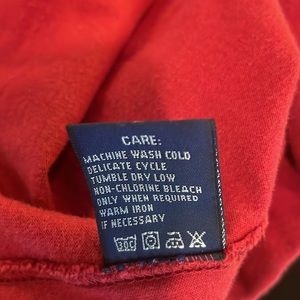 CARE:
MACHINE WASH COLD
DELICATE CYCLE
TUMBLE DRY LOW
NON-CHLORINE BLEACH
ONLY WHEN REQUIRED
WARM IRON
IF NECESSARY
30C